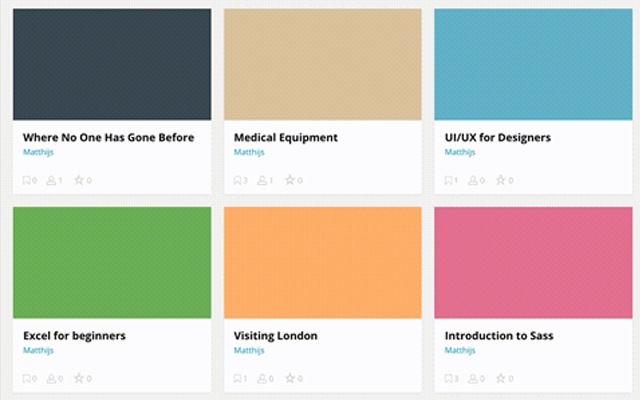 Where No One Has Gone Before
Matthijs
0 1 0
Medical Equipment
Matthijs
3 1 0
UI/UX for Designers
Matthijs
1 0 0
Excel for beginners
Matthijs
0 0 0
Visiting London
Matthijs
1 0 0
Introduction to Sass
Matthijs
3 0 0